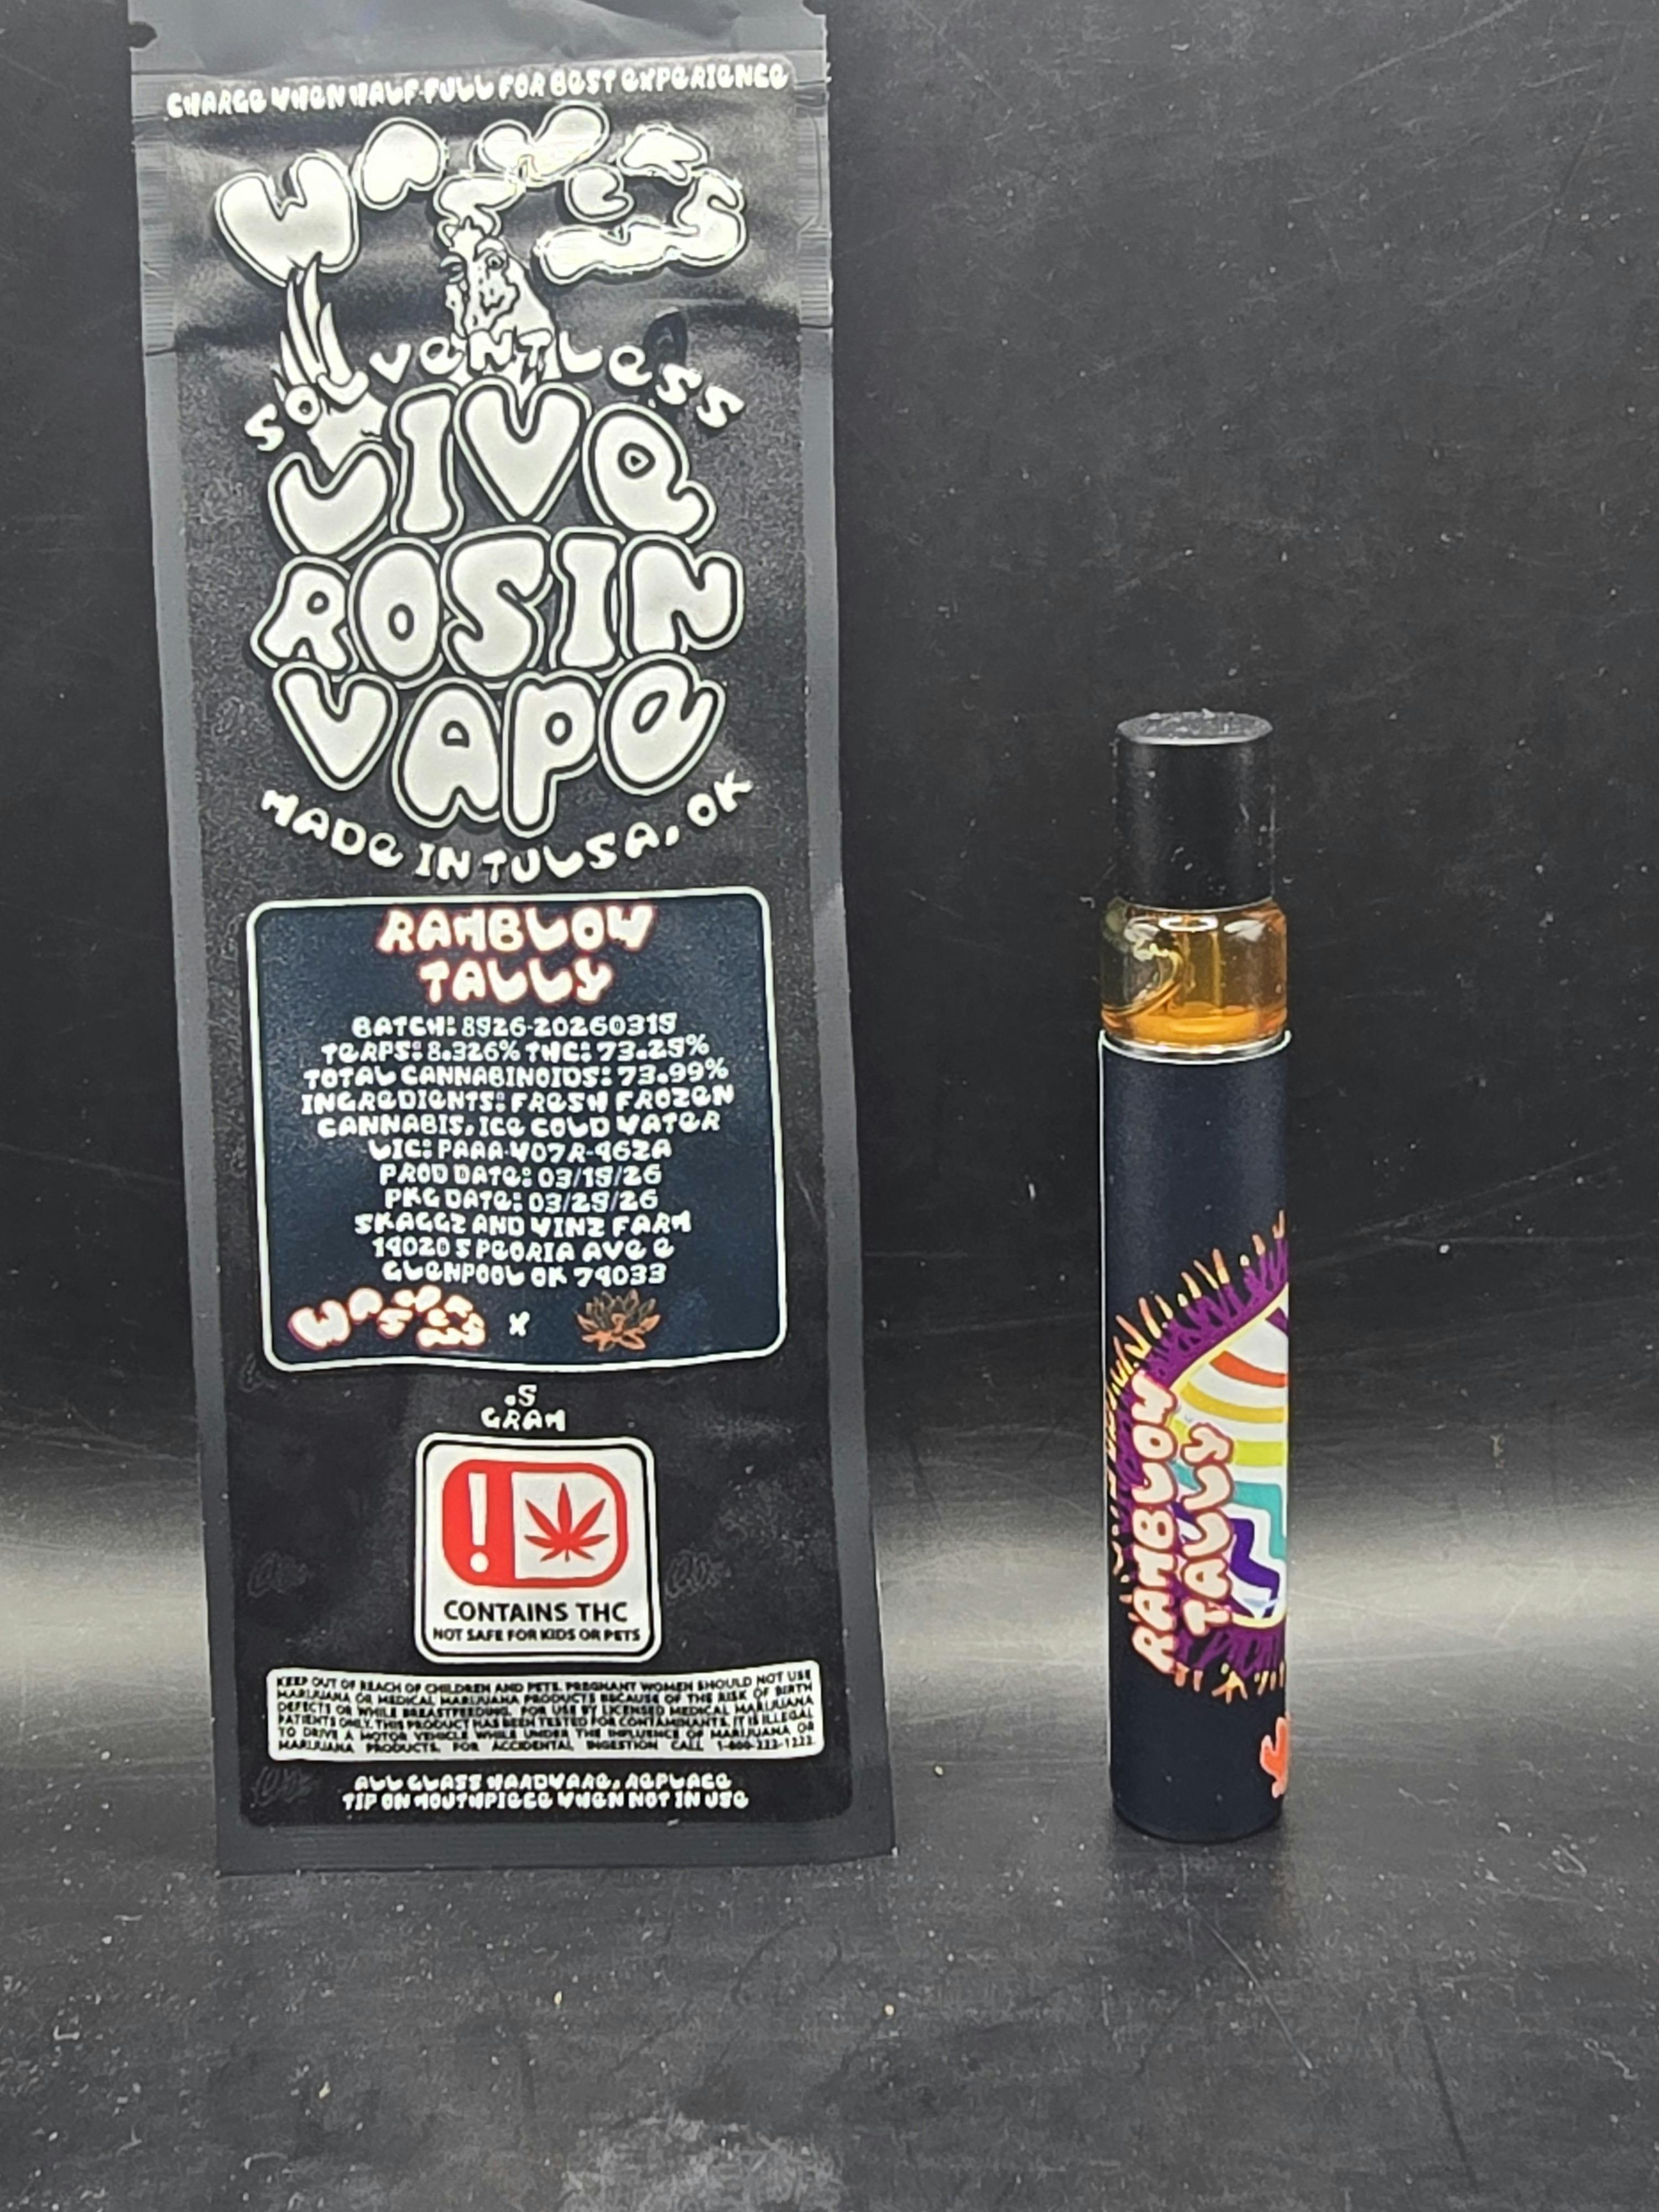 CHARGE WHEN HALF-FULL FOR BEST EXPERIENCE
SOLVENTLESS
LIVE
ROSIN
VAPE
MADE IN TULSA, OK
RAMBLOW
TALLY
BATCH: 8926-20260315
TERPS: 8.326% THC: 73.25%
TOTAL CANNABINOIDS: 73.99%
INGREDIENTS: FRESH FROZEN
CANNABIS, ICE COLD WATER
LIC: PAAA-VO7R-962A
PROD DATE: 03/15/26
PKG DATE: 03/25/26
SKAGGZ AND VINZ FARM
14020 S PEORIA AVE E
GLENPOOL OK 74033
X
.5
GRAM
CONTAINS THC
NOT SAFE FOR KIDS OR PETS
KEEP OUT OF REACH OF CHILDREN AND PETS. PREGNANT WOMEN SHOULD NOT USE
MARIJUANA OR MEDICAL MARIJUANA PRODUCTS BECAUSE OF THE RISK OF BIRTH
DEFECTS OR WHILE BREASTFEEDING. FOR USE BY LICENSED MEDICAL MARIJUANA
PATIENTS ONLY. THIS PRODUCT HAS BEEN TESTED FOR CONTAMINANTS. IT IS ILLEGAL
TO DRIVE A MOTOR VEHICLE WHILE UNDER THE INFLUENCE OF MARIJUANA OR
MARIJUANA PRODUCTS. FOR ACCIDENTAL INGESTION CALL 1-800-222-1222
ALL GLASS HARDWARE, REPLACE
TIP ON MOUTHPIECE WHEN NOT IN USE
RAMBLOW
TALLY